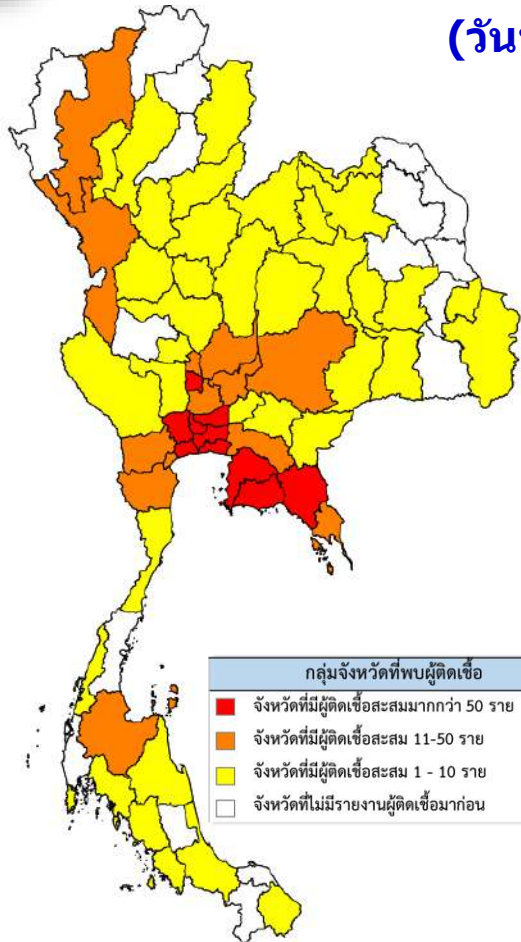 (วัน
กลุ่มจังหวัดที่พบผู้ติดเชื้อ
จังหวัดที่มีผู้ติดเชื้อสะสมมากกว่า 50 ราย
จังหวัดที่มีผู้ติดเชื้อสะสม 11-50 ราย
จังหวัดที่มีผู้ติดเชื้อสะสม 1 - 10 ราย
จังหวัดที่ไม่มีรายงานผู้ติดเชื้อมาก่อน